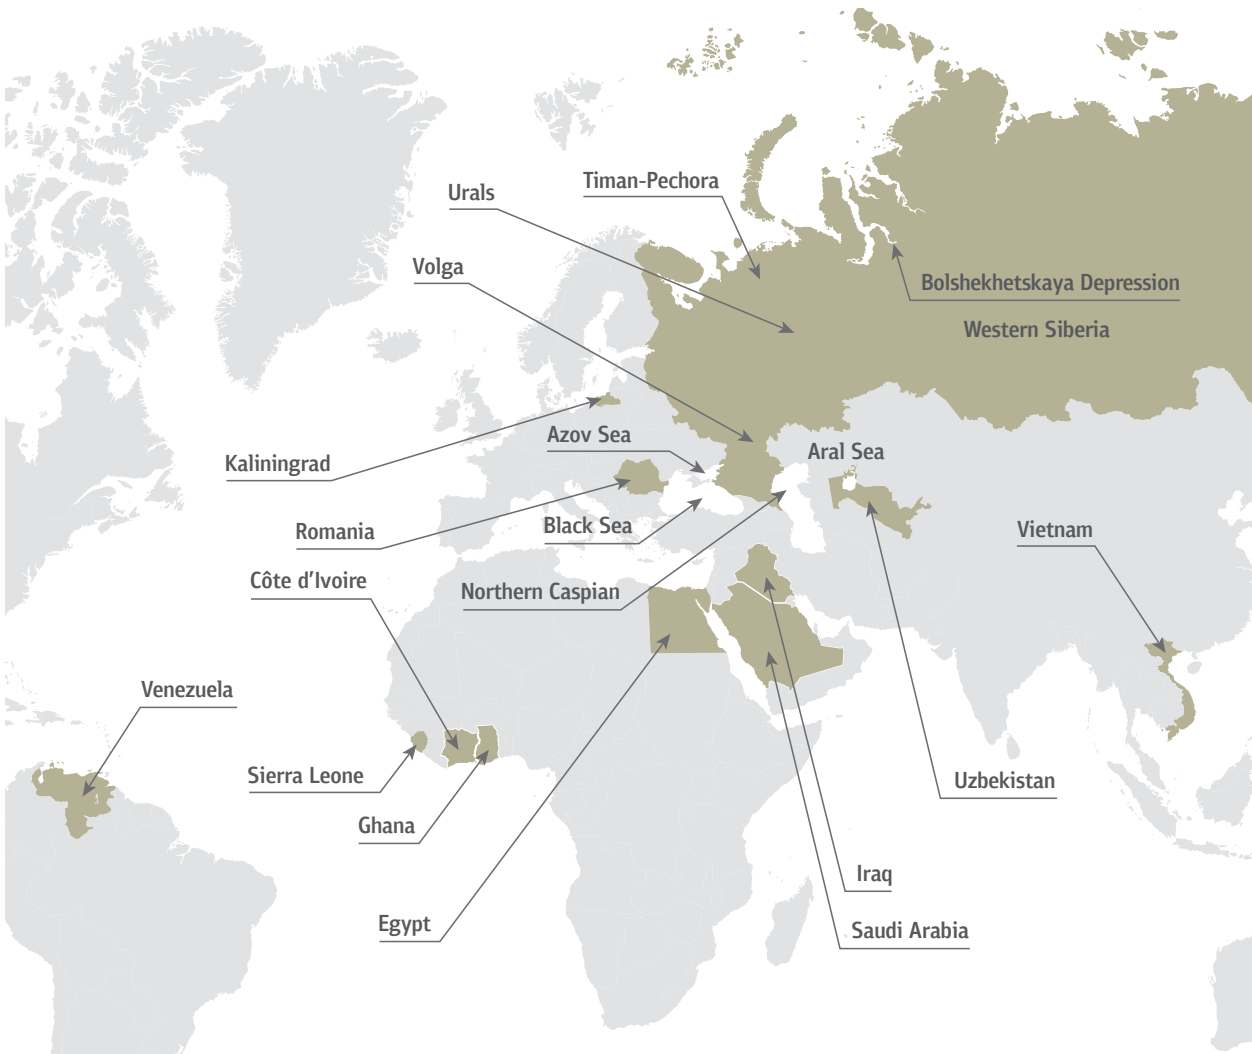 Timan-Pechora
Urals
Volga
Bolshekhetskaya Depression
Western Siberia
Azov Sea
Aral Sea
Kaliningrad
Romania
Black Sea
Vietnam
Côte d'Ivoire
Northern Caspian
Venezuela
Sierra Leone
Uzbekistan
Ghana
Iraq
Egypt
Saudi Arabia